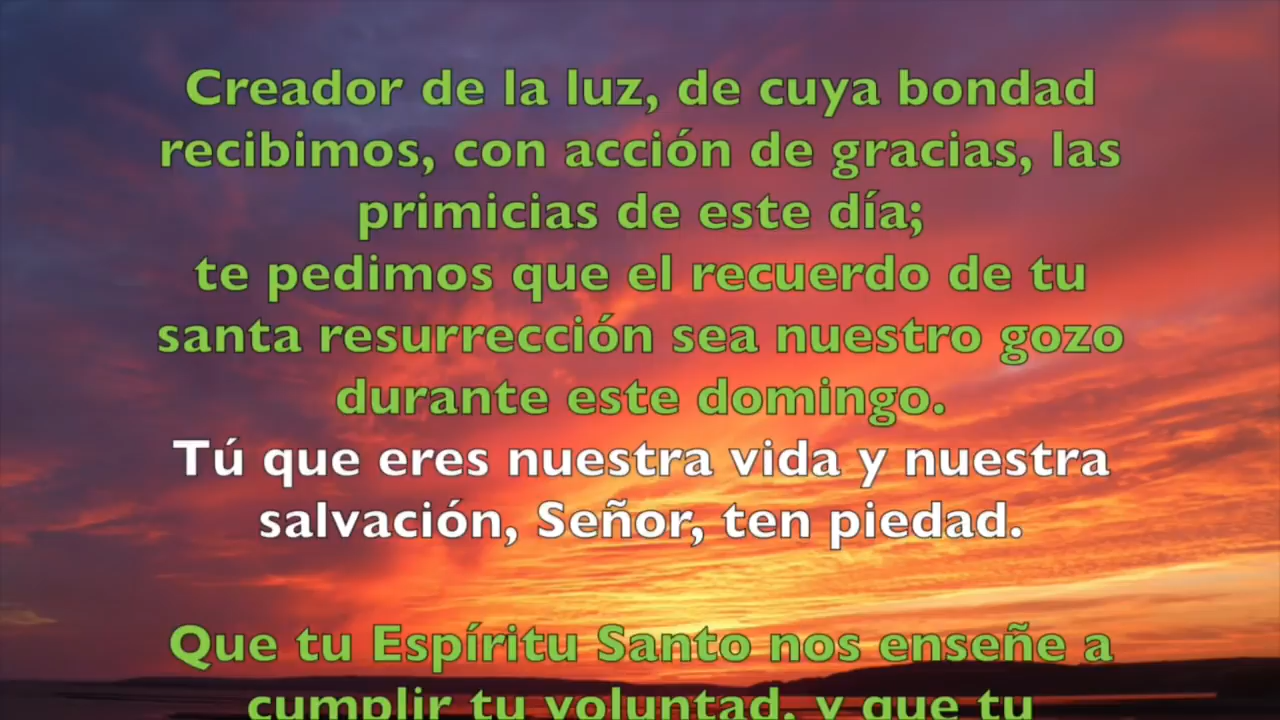 Creador de la luz, de cuya bondad
recibimos, con acción de gracias, las
primicias de este día;
te pedimos que el recuerdo de tu
santa resurrección sea nuestro gozo
durante este domingo.
Tú que eres nuestra vida y nuestra
salvación, Señor, ten piedad.
Que tu Espíritu Santo nos enseñe a
cumplir tu voluntad, y que tu